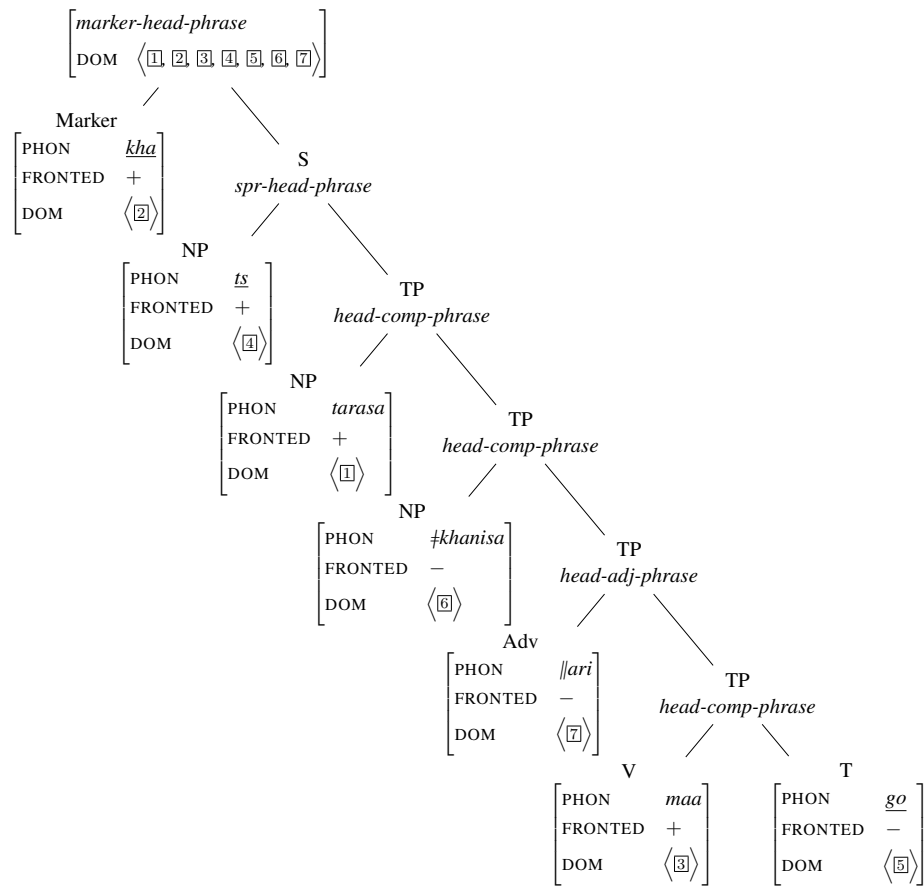 marker-head-phrase
DOM ⟨1, 2, 3, 4, 5, 6, 7⟩
Marker
PHON kha
FRONTED +
DOM ⟨2⟩
S
spr-head-phrase
NP
PHON ts
FRONTED +
DOM ⟨4⟩
TP
head-comp-phrase
NP
PHON tarasa
FRONTED +
DOM ⟨1⟩
TP
head-comp-phrase
NP
PHON ǂkhanisa
FRONTED −
DOM ⟨6⟩
TP
head-adj-phrase
Adv
PHON ǁari
FRONTED −
DOM ⟨7⟩
TP
head-comp-phrase
V
PHON maa
FRONTED +
DOM ⟨3⟩
T
PHON go
FRONTED −
DOM ⟨5⟩